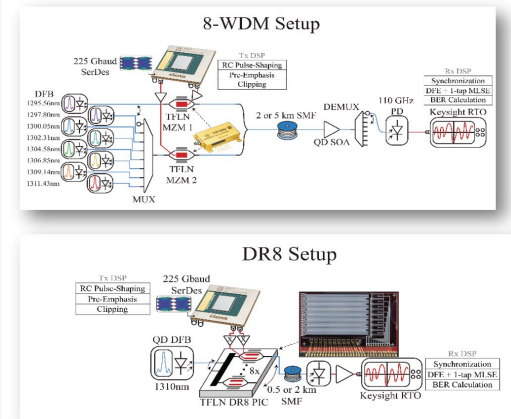 8-WDM Setup
225 Gbaud
SerDes
Tx DSP
RC Pulse-Shaping
Pre-Emphasis
Clipping
Rx DSP
Synchronization
DFE + 1-tap MLSE
BER Calculation
DFB
1295.56nm
1297.80nm
1300.05nm
1302.31nm
1304.58nm
1306.85nm
1309.14nm
1311.43nm
MUX
TFLN
MZM 1
TFLN
MZM 2
2 or 5 km SMF
QD SOA
DEMUX
110 GHz
PD
Keysight RTO
DR8 Setup
Tx DSP
RC Pulse-Shaping
Pre-Emphasis
Clipping
225 Gbaud
SerDes
QD DFB
1310nm
8x
TFLN DR8 PIC
0.5 or 2 km
SMF
Keysight RTO
Rx DSP
Synchronization
DFE + 1-tap MLSE
BER Calculation